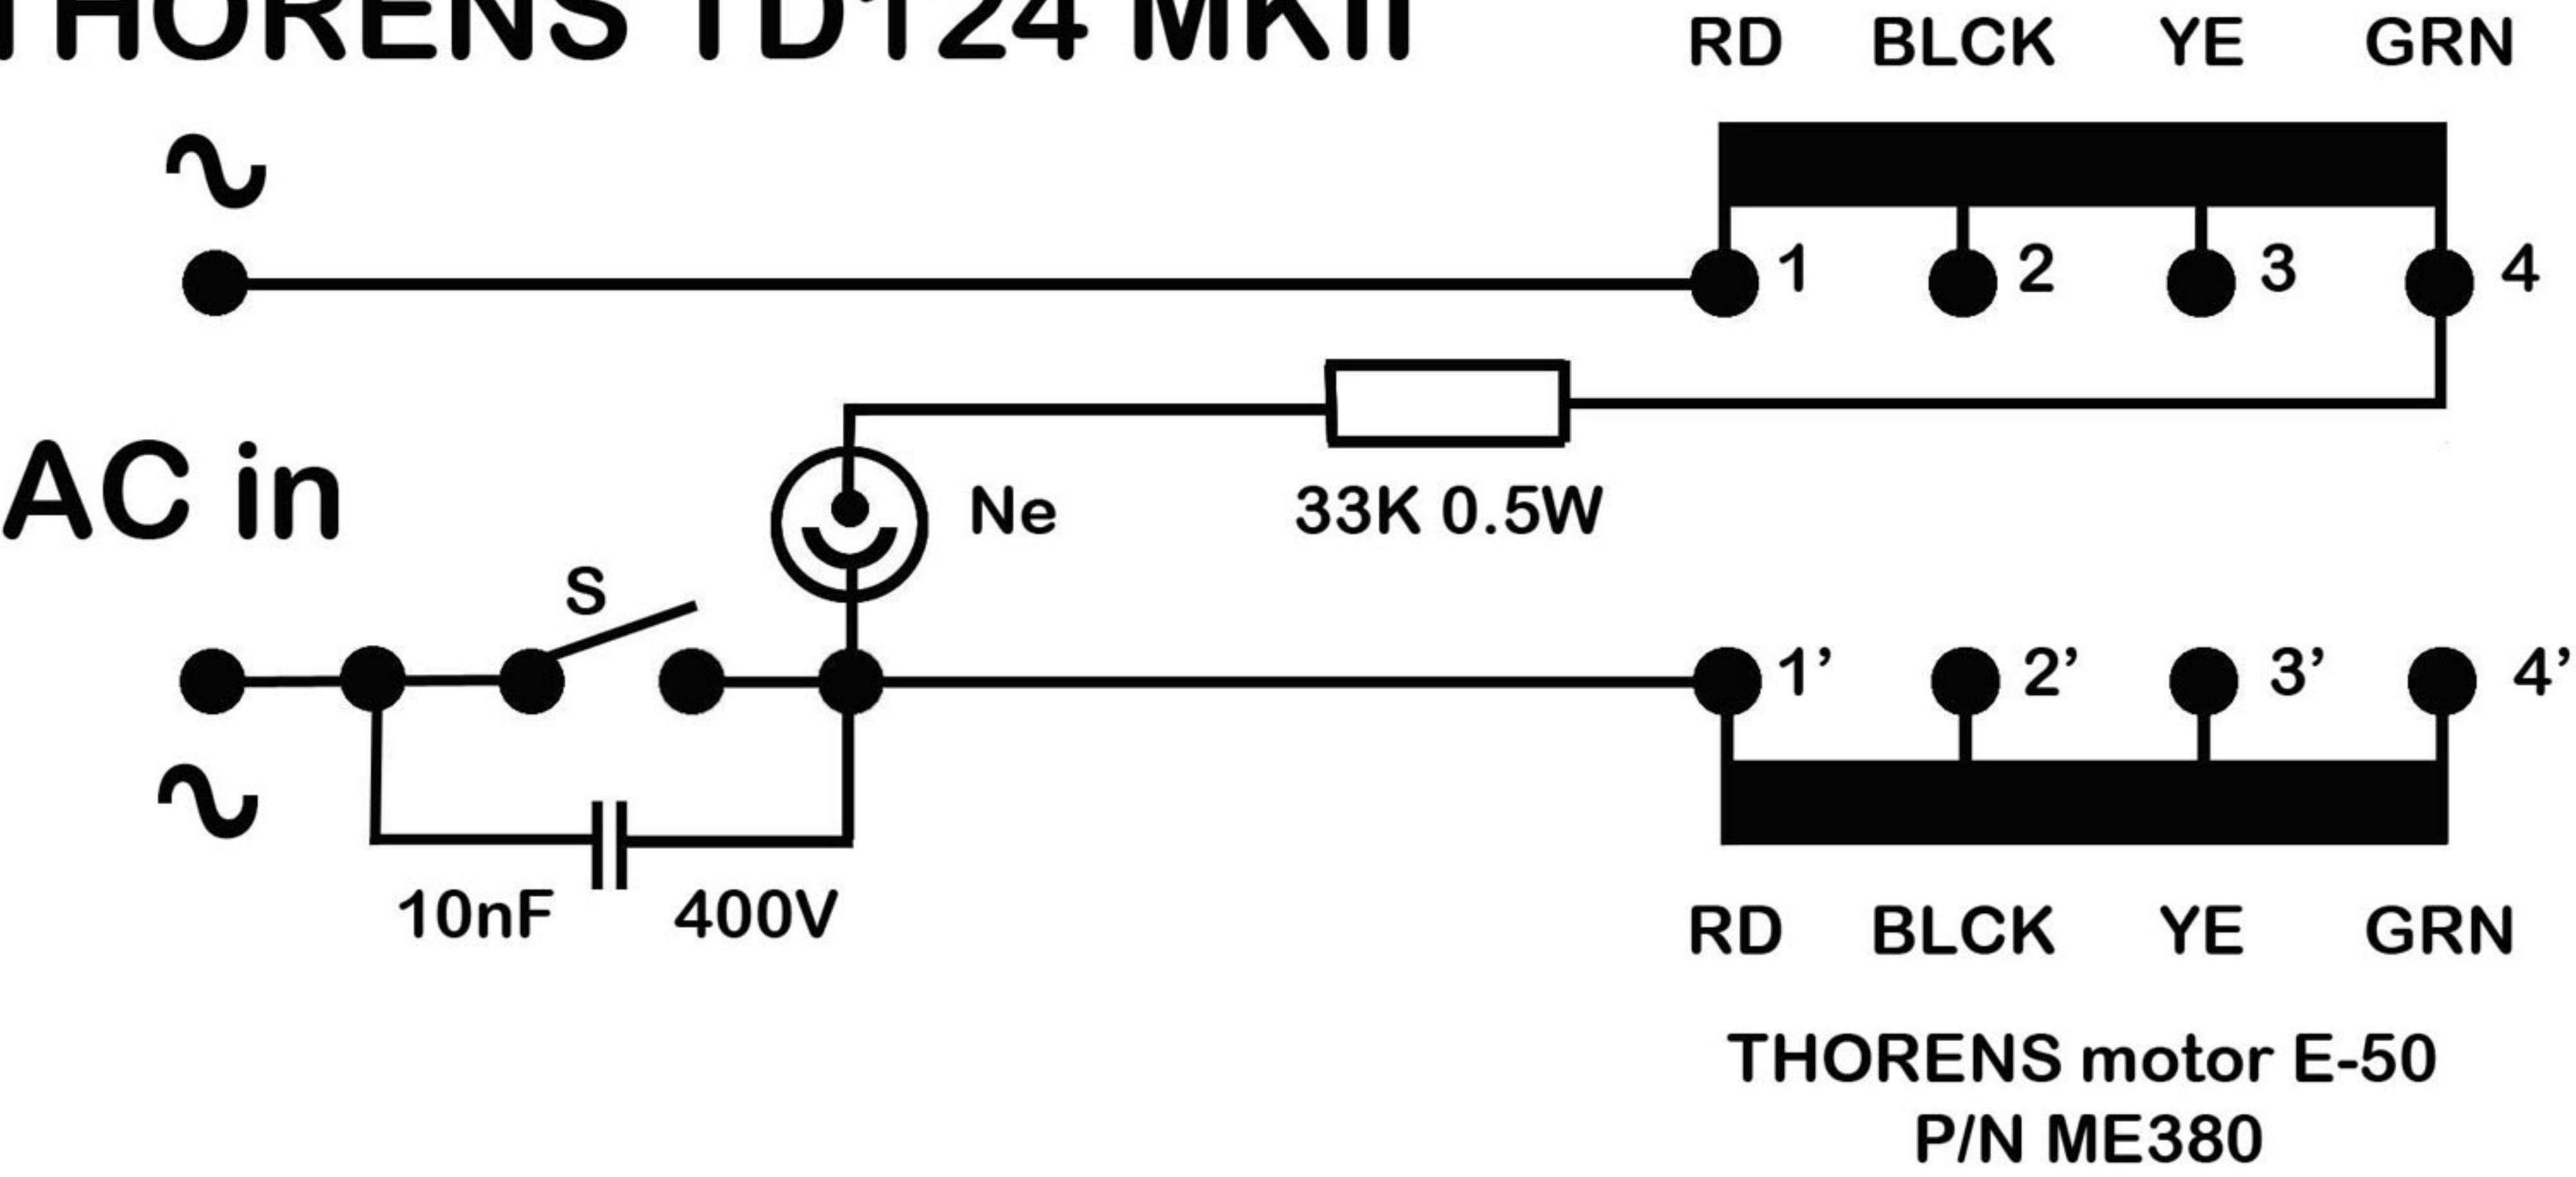 THORENS TD124 MKII
RD BLCK YE GRN
1 2 3 4
AC in
Ne
33K 0.5W
S
1’ 2’ 3’ 4’
10nF 400V
RD BLCK YE GRN
THORENS motor E-50
P/N ME380